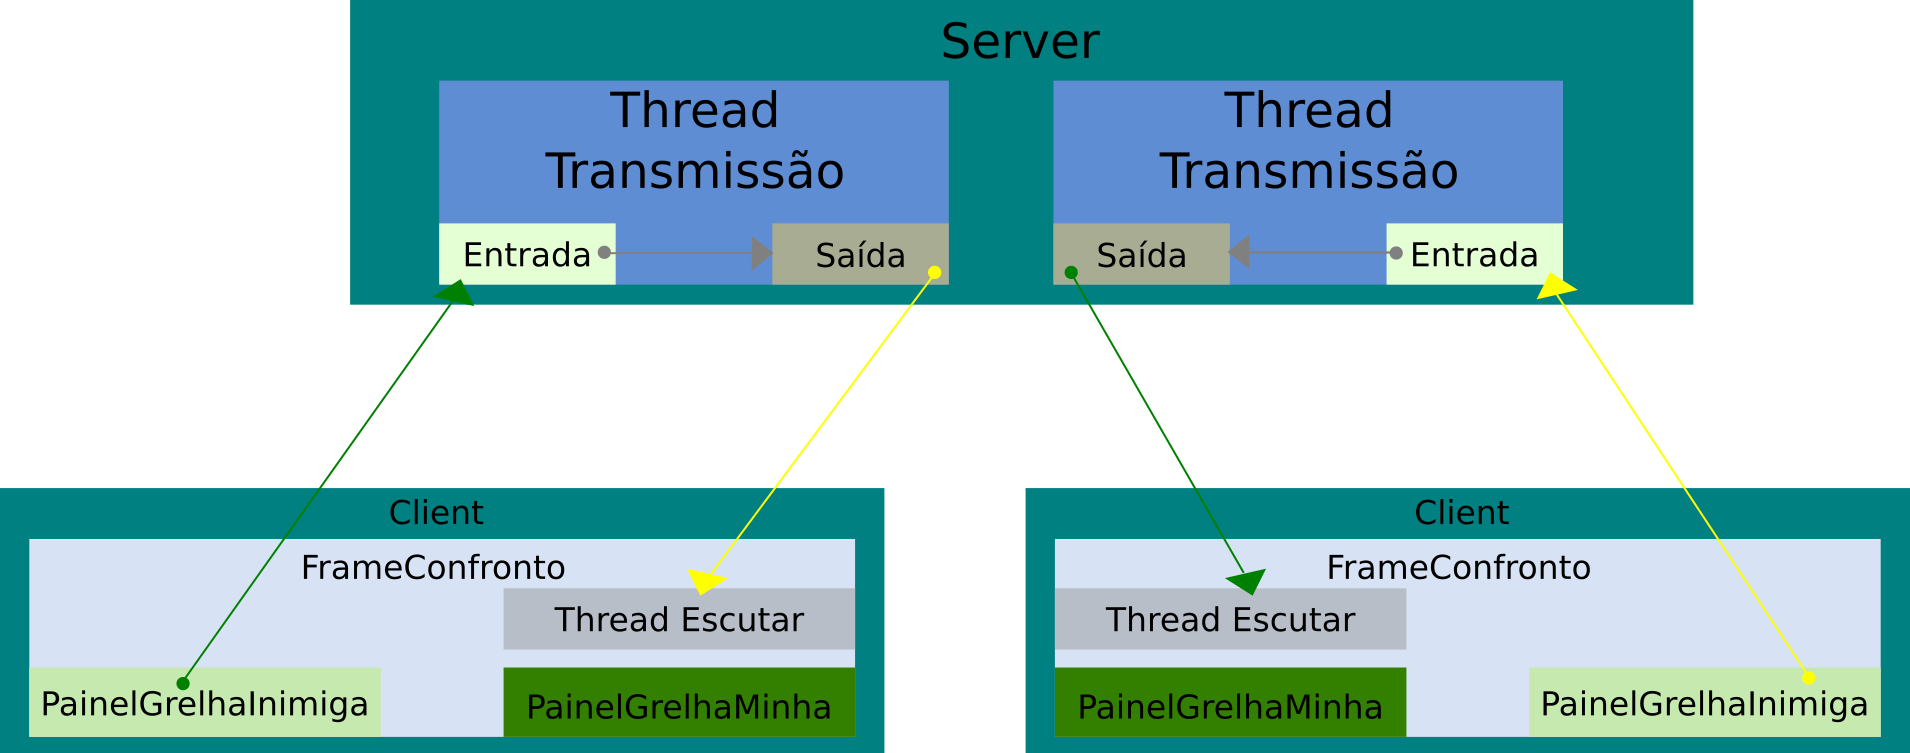 Server
Thread
Transmissão
Entrada
Saída
Thread
Transmissão
Saída
Entrada
Client
FrameConfronto
Thread Escutar
PainelGrelhaInimiga
PainelGrelhaMinha
Client
FrameConfronto
Thread Escutar
PainelGrelhaMinha
PainelGrelhaInimiga